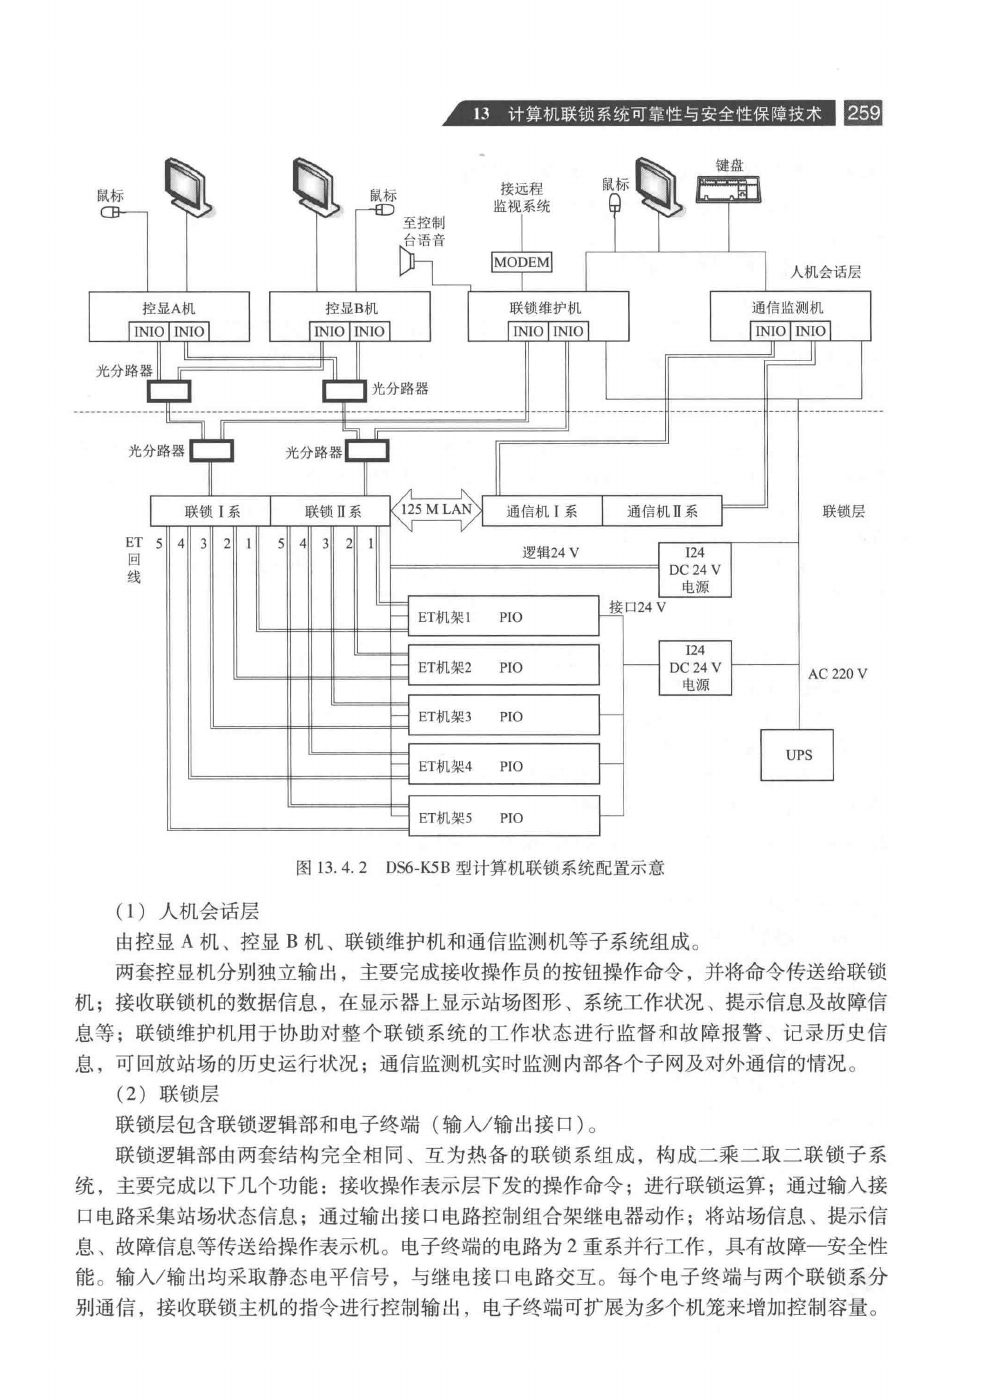 13 计算机联锁系统可靠性与安全性保障技术 259
键盘
鼠标
鼠标
接远程
监视系统
鼠标
至控制
台语音
MODEM
人机会话层
控显A机
INIO INIO
控显B机
INIO INIO
联锁维护机
INIO INIO
通信监测机
INIO INIO
光分路器
光分路器
光分路器
光分路器
联锁Ⅰ系
联锁Ⅱ系
125 M LAN
通信机Ⅰ系
通信机Ⅱ系
联锁层
ET
回
线
5 4 3 2 1 5 4 3 2 1
逻辑24 V
I24
DC 24 V
电源
接口24 V
ET机架1 PIO
I24
DC 24 V
电源
ET机架2 PIO
AC 220 V
ET机架3 PIO
UPS
ET机架4 PIO
ET机架5 PIO
图 13. 4. 2 DS6-K5B 型计算机联锁系统配置示意
(1) 人机会话层
由控显 A 机、控显 B 机、联锁维护机和通信监测机等子系统组成。
两套控显机分别独立输出，主要完成接收操作员的按钮操作命令，并将命令传送给联锁
机；接收联锁机的数据信息，在显示器上显示站场图形、系统工作状况、提示信息及故障信
息等；联锁维护机用于协助对整个联锁系统的工作状态进行监督和故障报警、记录历史信
息，可回放站场的历史运行状况；通信监测机实时监测内部各个子网及对外通信的情况。
(2) 联锁层
联锁层包含联锁逻辑部和电子终端（输入/输出接口）。
联锁逻辑部由两套结构完全相同、互为热备的联锁系组成，构成二乘二取二联锁子系
统，主要完成以下几个功能：接收操作表示层下发的操作命令；进行联锁运算；通过输入接
口电路采集站场状态信息；通过输出接口电路控制组合架继电器动作；将站场信息、提示信
息、故障信息等传送给操作表示机。电子终端的电路为 2 重系并行工作，具有故障—安全性
能。输入/输出均采取静态电平信号，与继电接口电路交互。每个电子终端与两个联锁系分
别通信，接收联锁主机的指令进行控制输出，电子终端可扩展为多个机笼来增加控制容量。